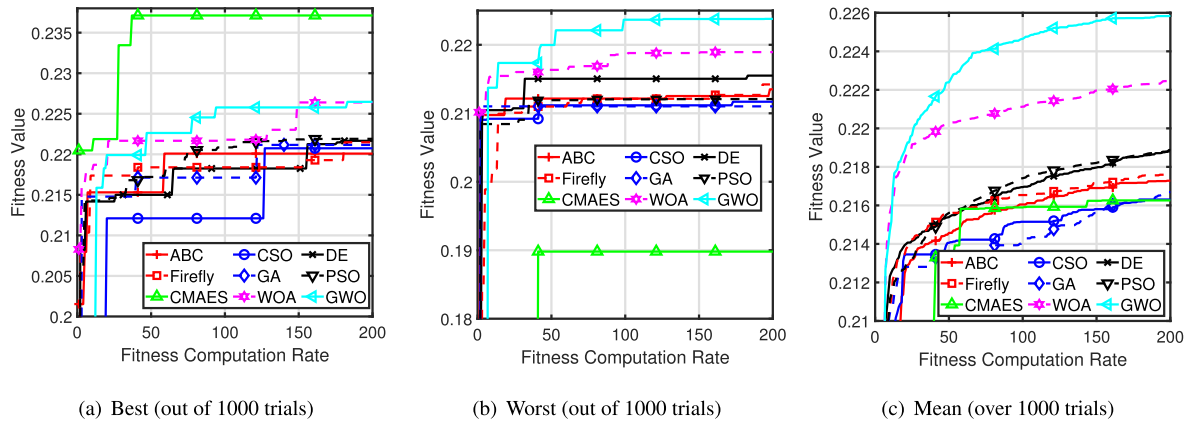 0.235
0.23
0.225
0.22
0.215
0.21
0.205
0.2
Fitness Value
0 50 100 150 200
Fitness Computation Rate
ABC CSO DE
Firefly GA PSO
CMAES WOA GWO
(a) Best (out of 1000 trials)
0.22
0.21
0.2
0.19
0.18
Fitness Value
0 50 100 150 200
Fitness Computation Rate
ABC CSO DE
Firefly GA PSO
CMAES WOA GWO
(b) Worst (out of 1000 trials)
0.226
0.224
0.222
0.22
0.218
0.216
0.214
0.212
0.21
Fitness Value
0 50 100 150 200
Fitness Computation Rate
ABC CSO DE
Firefly GA PSO
CMAES WOA GWO
(c) Mean (over 1000 trials)